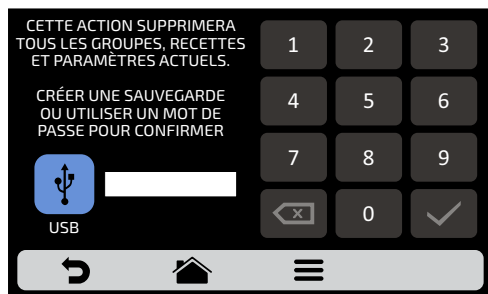 CETTE ACTION SUPPRIMERA
TOUS LES GROUPES, RECETTES
ET PARAMÈTRES ACTUELS.
CRÉER UNE SAUVEGARDE
OU UTILISER UN MOT DE
PASSE POUR CONFIRMER
USB
1 2 3
4 5 6
7 8 9
0